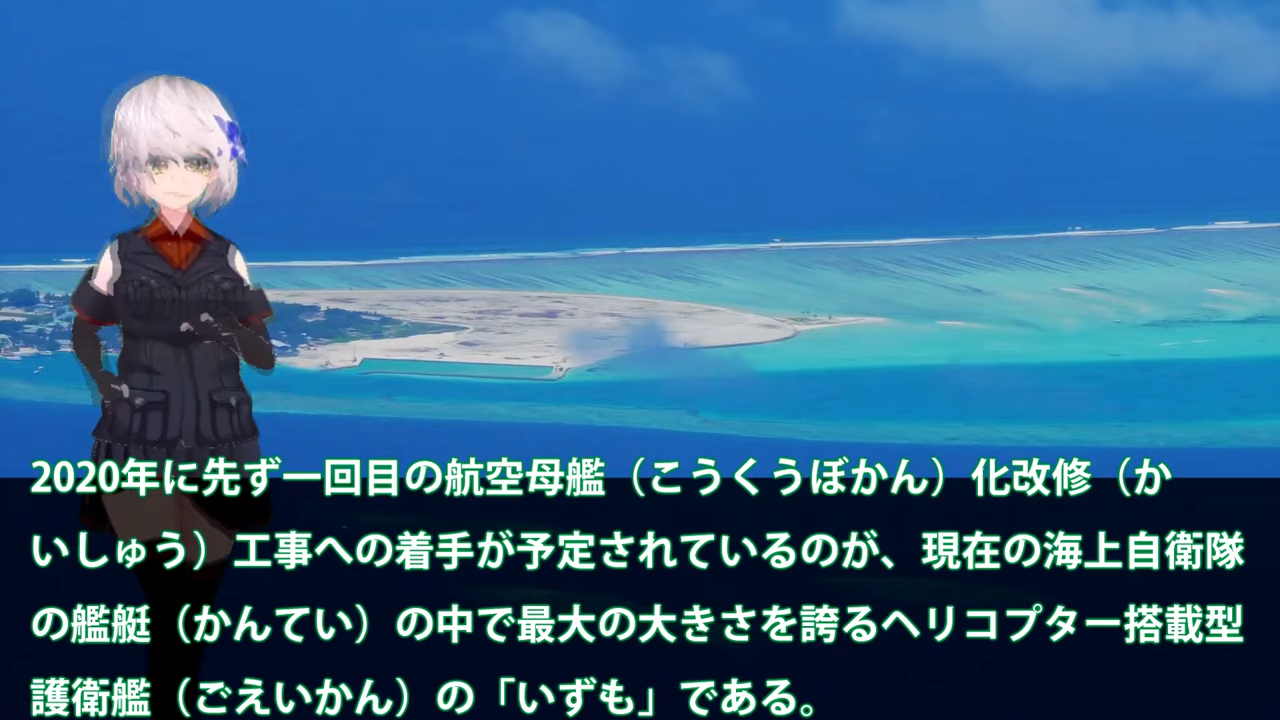 2020年に先ず一回目の航空母艦（こうくうぼかん）化改修（か
いしゅう）工事への着手が予定されているのが、現在の海上自衛隊
の艦艇（かんてい）の中で最大の大きさを誇るヘリコプター搭載型
護衛艦（ごえいかん）の「いずも」である。